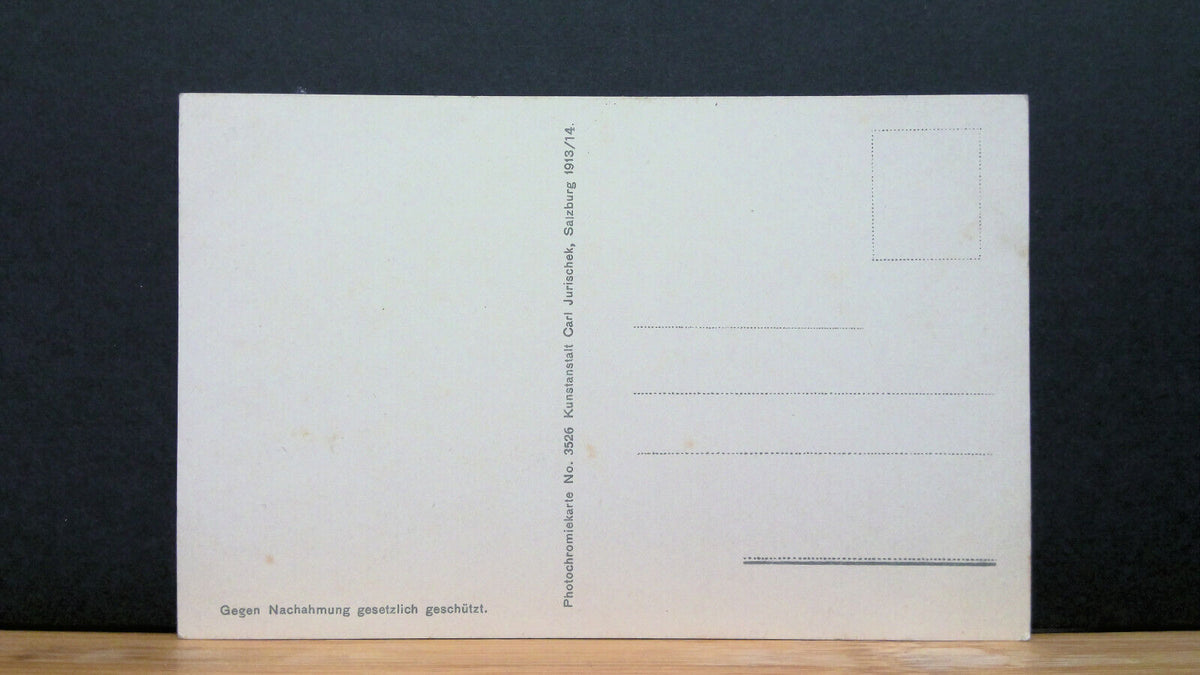 Photochromiekarte No. 3526 Kunstanstalt Carl Jurischek, Salzburg 1913/14.
Gegen Nachahmung gesetzlich geschützt.